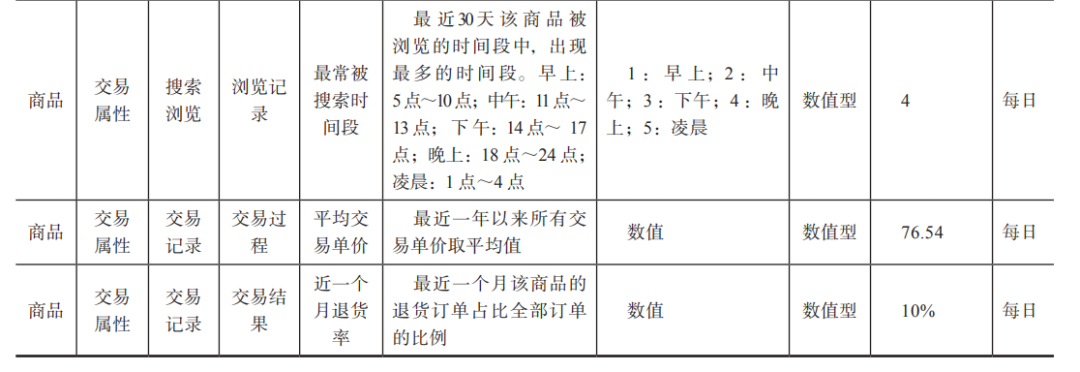 商品
交易
属性
搜索
浏览
浏览记
录
最常被
搜索时
间段
最近30天该商品被
浏览的时间段中，出现
最多的时间段。早上：
5点～10点；中午：11点～
13点；下午：14点～ 17
点；晚上：18点～24点；
凌晨：1点～4点
1：早上；2：中
午；3：下午；4：晚
上；5：凌晨
数值型
4
每日
商品
交易
属性
交易
记录
交易过
程
平均交
易单价
最近一年以来所有交
易单价取平均值
数值
数值型
76.54
每日
商品
交易
属性
交易
记录
交易结
果
近一个
月退货
率
最近一个月该商品的
退货订单占比全部订单
的比例
数值
数值型
10%
每日